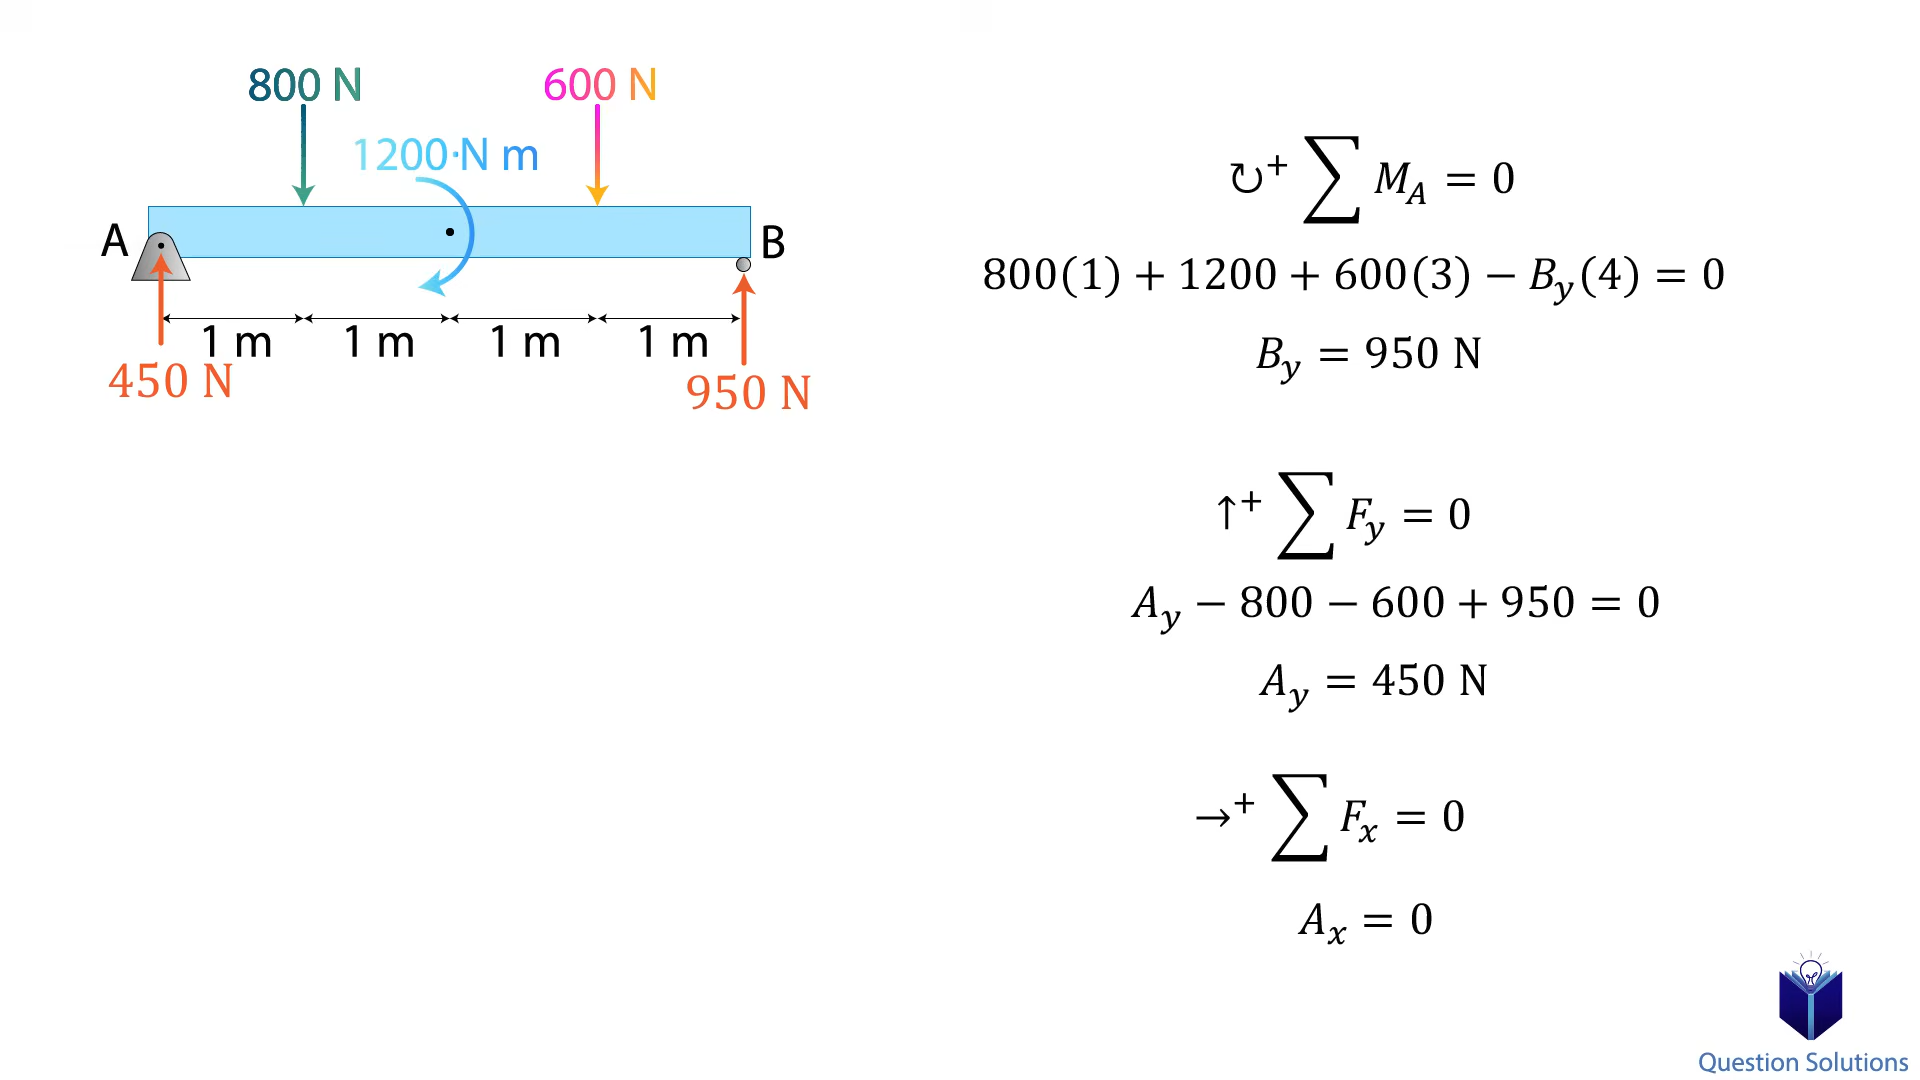 800 N
600 N
1200·N m
A
B
1 m
1 m
1 m
1 m
450 N
950 N
↻⁺ ∑ M_A = 0
800(1) + 1200 + 600(3) − B_y(4) = 0
B_y = 950 N
↑⁺ ∑ F_y = 0
A_y − 800 − 600 + 950 = 0
A_y = 450 N
→⁺ ∑ F_x = 0
A_x = 0
Question Solutions